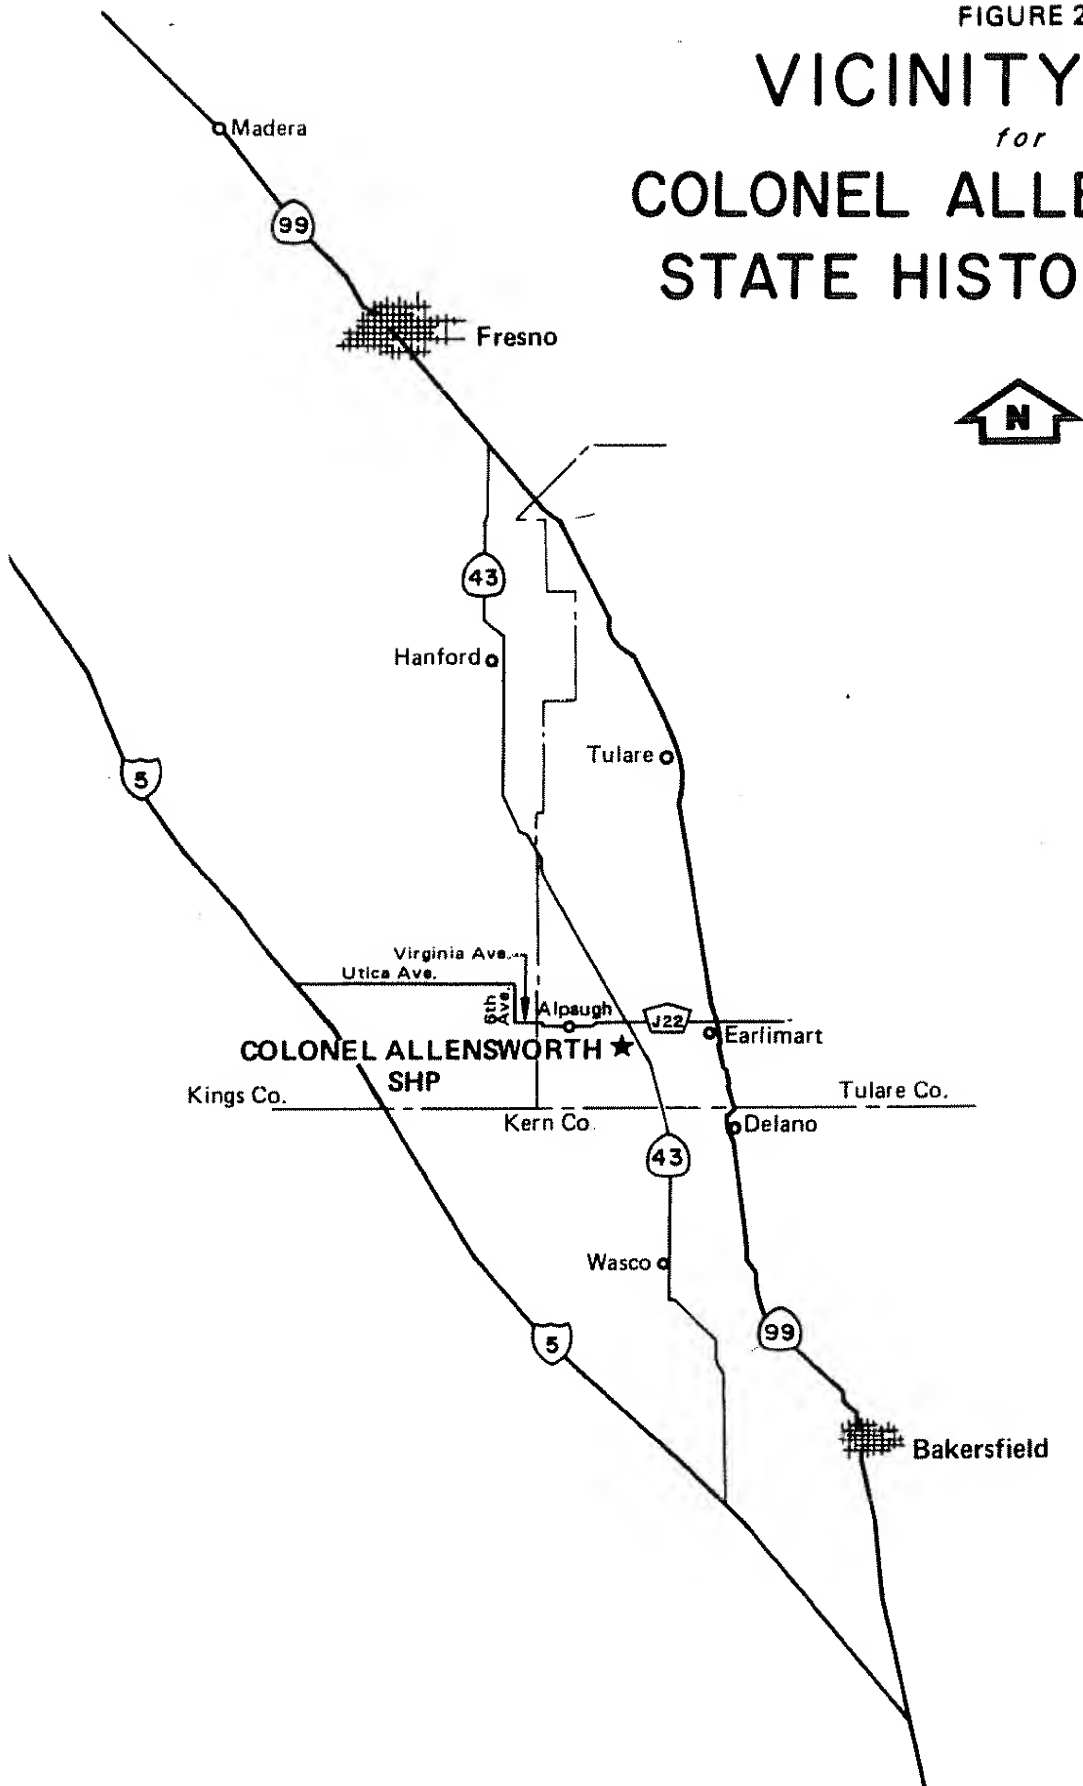 FIGURE 2
VICINITY
for
COLONEL ALLE
STATE HISTO
N
Madera
99
Fresno
43
Hanford
Tulare
5
Virginia Ave.
Utica Ave.
6th Ave.
Alpaugh
J22
Earlimart
COLONEL ALLENSWORTH
SHP
Kings Co.
Tulare Co.
Kern Co.
Delano
43
Wasco
5
99
Bakersfield